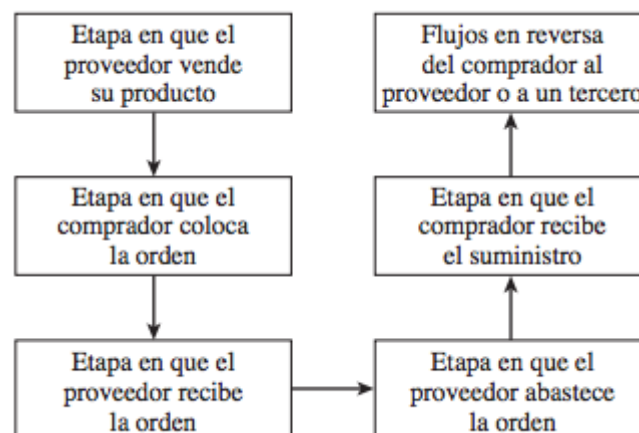 Etapa en que el
proveedor vende
su producto
Etapa en que el
comprador coloca
la orden
Etapa en que el
proveedor recibe
la orden
Etapa en que el
proveedor abastece
la orden
Etapa en que el
comprador recibe
el suministro
Flujos en reversa
del comprador al
proveedor o a un tercero